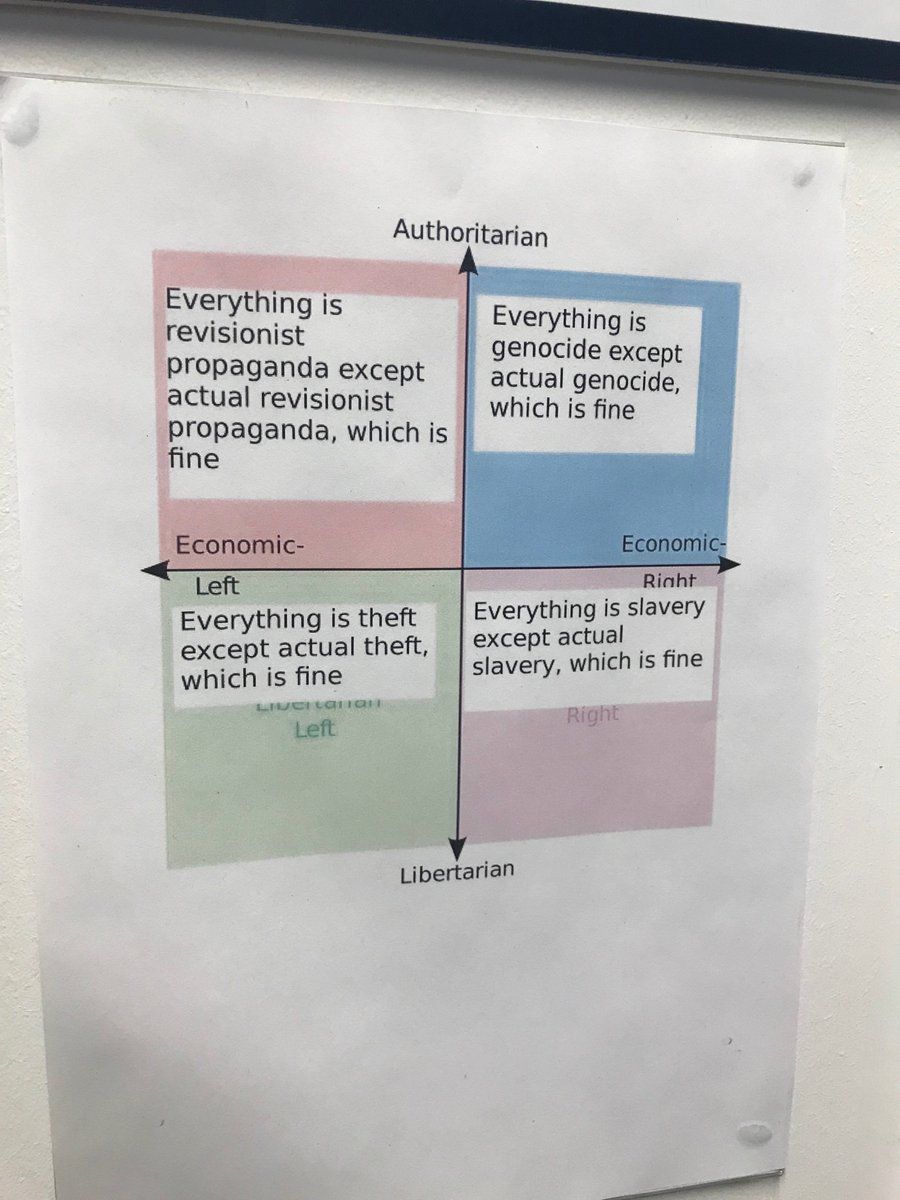 Authoritarian
Everything is
revisionist
propaganda except
actual revisionist
propaganda, which is
fine
Everything is
genocide except
actual genocide,
which is fine
Economic-
Left
Economic-
Right
Everything is theft
except actual theft,
which is fine
Libertarian
Left
Everything is slavery
except actual
slavery, which is fine
Right
Libertarian